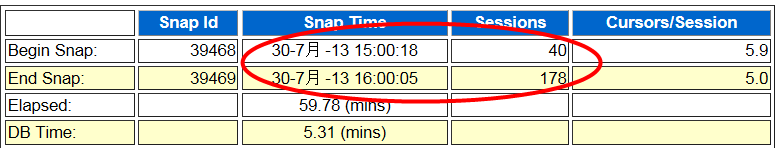 Snap Id Snap Time Sessions Cursors/Session
Begin Snap: 39468 30-7月 -13 15:00:18 40 5.9
End Snap: 39469 30-7月 -13 16:00:05 178 5.0
Elapsed: 59.78 (mins)
DB Time: 5.31 (mins)